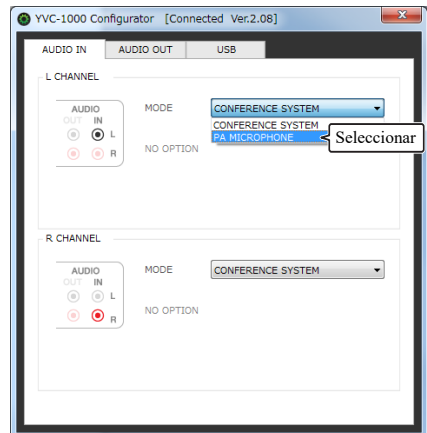 YVC-1000 Configurator [Connected Ver.2.08]
AUDIO IN AUDIO OUT USB
L CHANNEL
AUDIO
OUT IN
L
R
MODE
CONFERENCE SYSTEM
CONFERENCE SYSTEM
PA MICROPHONE
Seleccionar
NO OPTION
R CHANNEL
AUDIO
OUT IN
L
R
MODE
CONFERENCE SYSTEM
NO OPTION